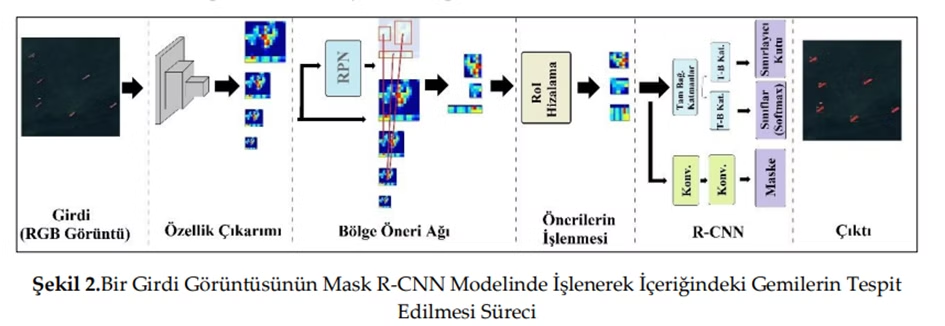 RPN
RoI
Hizalama
Tam Bağ.
Katmanlar
T-B Kat.
T-B Kat.
Sınırlayıcı
Kutu
Sınıflar
(Softmax)
Konv.
Konv.
Maske
Girdi
(RGB Görüntü)
Özellik Çıkarımı
Bölge Öneri Ağı
Önerilerin
İşlenmesi
R-CNN
Çıktı
Şekil 2.Bir Girdi Görüntüsünün Mask R-CNN Modelinde İşlenerek İçeriğindeki Gemilerin Tespit
Edilmesi Süreci